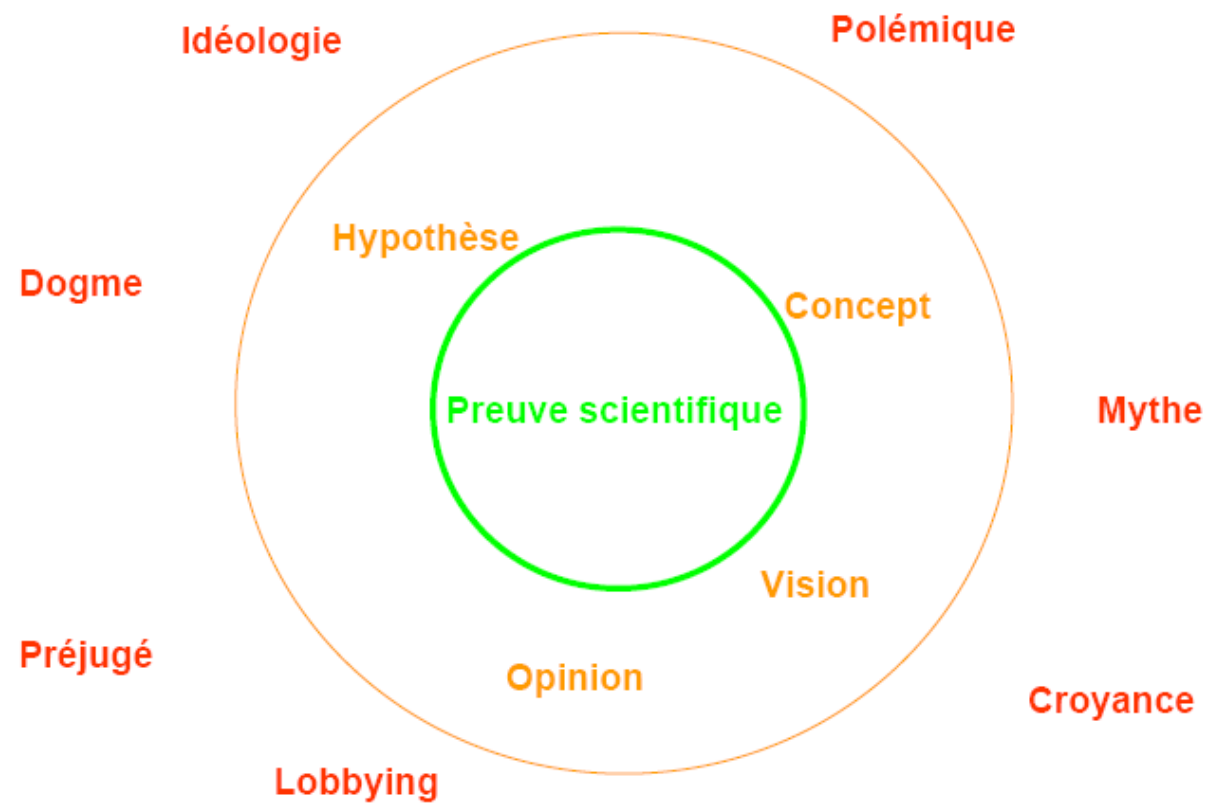 Idéologie
Polémique
Hypothèse
Dogme
Concept
Preuve scientifique
Mythe
Vision
Préjugé
Opinion
Croyance
Lobbying